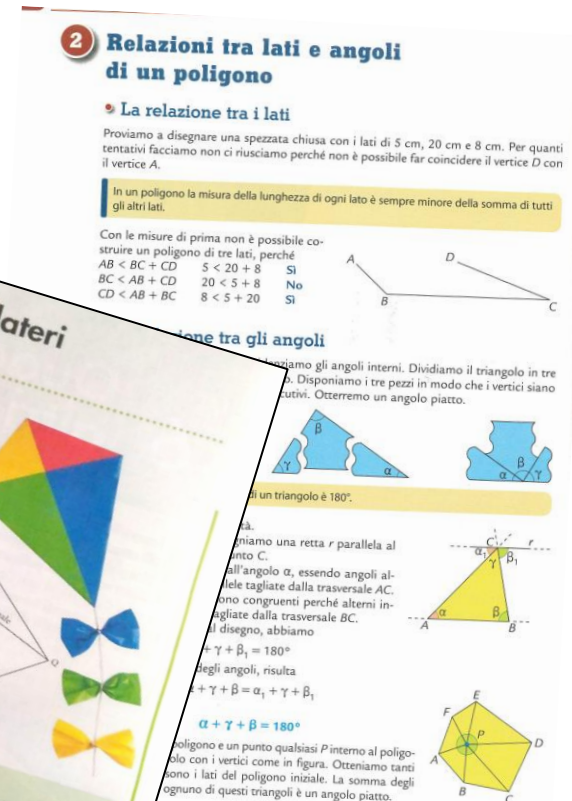 2 Relazioni tra lati e angoli
di un poligono
La relazione tra i lati
Proviamo a disegnare una spezzata chiusa con i lati di 5 cm, 20 cm e 8 cm. Per quanti
tentativi facciamo non ci riusciamo perché non è possibile far coincidere il vertice D con
il vertice A.
In un poligono la misura della lunghezza di ogni lato è sempre minore della somma di tutti
gli altri lati.
Con le misure di prima non è possibile co-
struire un poligono di tre lati, perché
AB < BC + CD 5 < 20 + 8 Sì
BC < AB + CD 20 < 5 + 8 No
CD < AB + BC 8 < 5 + 20 Sì
A
D
B
C
ateri
ione tra gli angoli
enziamo gli angoli interni. Dividiamo il triangolo in tre
o. Disponiamo i tre pezzi in modo che i vertici siano
cutivi. Otterremo un angolo piatto.
β
γ
α
β
α γ
di un triangolo è 180°.
tà.
gniamo una retta r parallela al
unto C.
all'angolo α, essendo angoli al-
lele tagliate dalla trasversale AC.
ono congruenti perché alterni in-
agliate dalla trasversale BC.
al disegno, abbiamo
+ γ + β₁ = 180°
degli angoli, risulta
+ γ + β = α₁ + γ + β₁
α + γ + β = 180°
C r
α₁ γ β₁
α β
A B
poligono e un punto qualsiasi P interno al poligo-
olo con i vertici come in figura. Otteniamo tanti
sono i lati del poligono iniziale. La somma degli
ognuno di questi triangoli è un angolo piatto.
E
F
P
D
A
B
C
Q